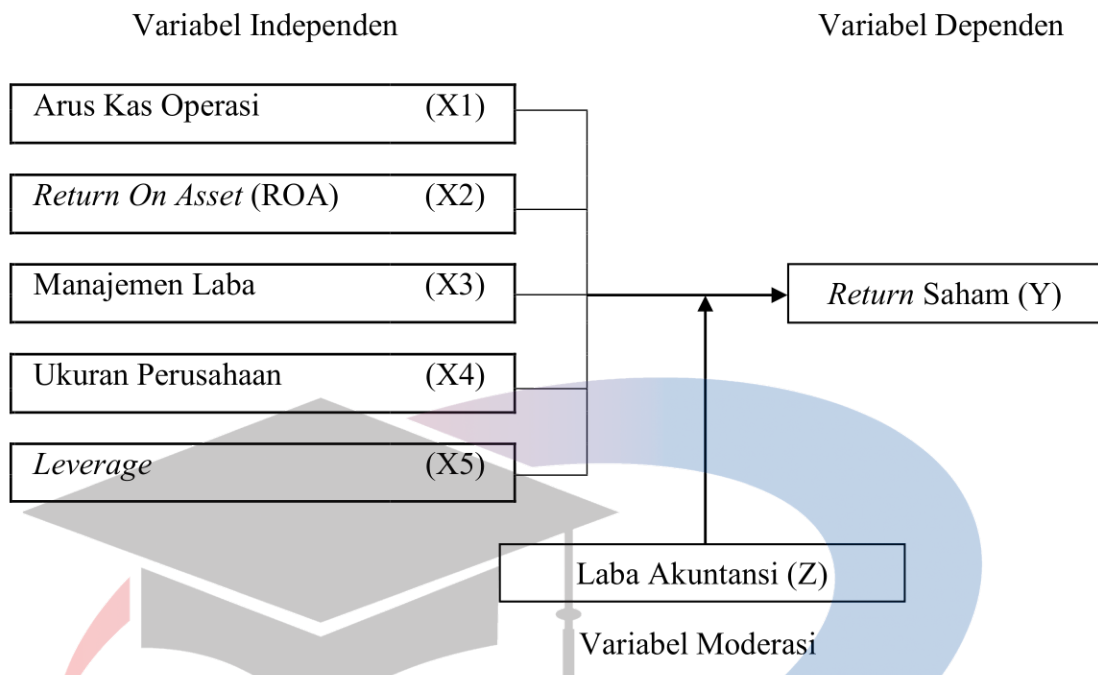 Variabel Independen Variabel Dependen
Arus Kas Operasi (X1)
Return On Asset (ROA) (X2)
Manajemen Laba (X3)
Return Saham (Y)
Ukuran Perusahaan (X4)
Leverage (X5)
Laba Akuntansi (Z)
Variabel Moderasi